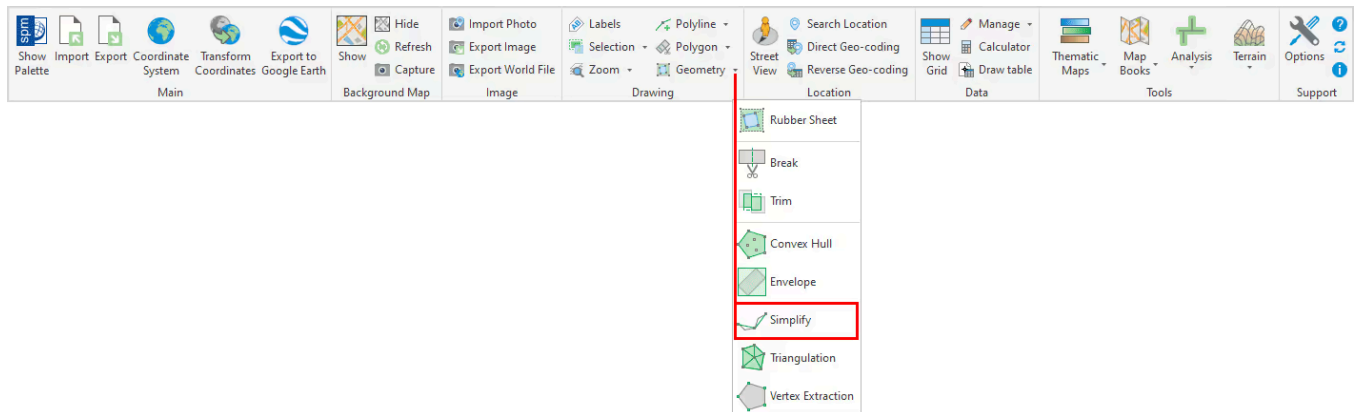 spm
Show Palette
Import
Export
Coordinate System
Transform Coordinates
Export to Google Earth
Main
Show
Hide
Refresh
Capture
Background Map
Import Photo
Export Image
Export World File
Image
Labels
Selection
Zoom
Polyline
Polygon
Geometry
Drawing
Street View
Search Location
Direct Geo-coding
Reverse Geo-coding
Location
Show Grid
Manage
Calculator
Draw table
Data
Thematic Maps
Map Books
Analysis
Terrain
Tools
Options
?
i
Support
Rubber Sheet
Break
Trim
Convex Hull
Envelope
Simplify
Triangulation
Vertex Extraction